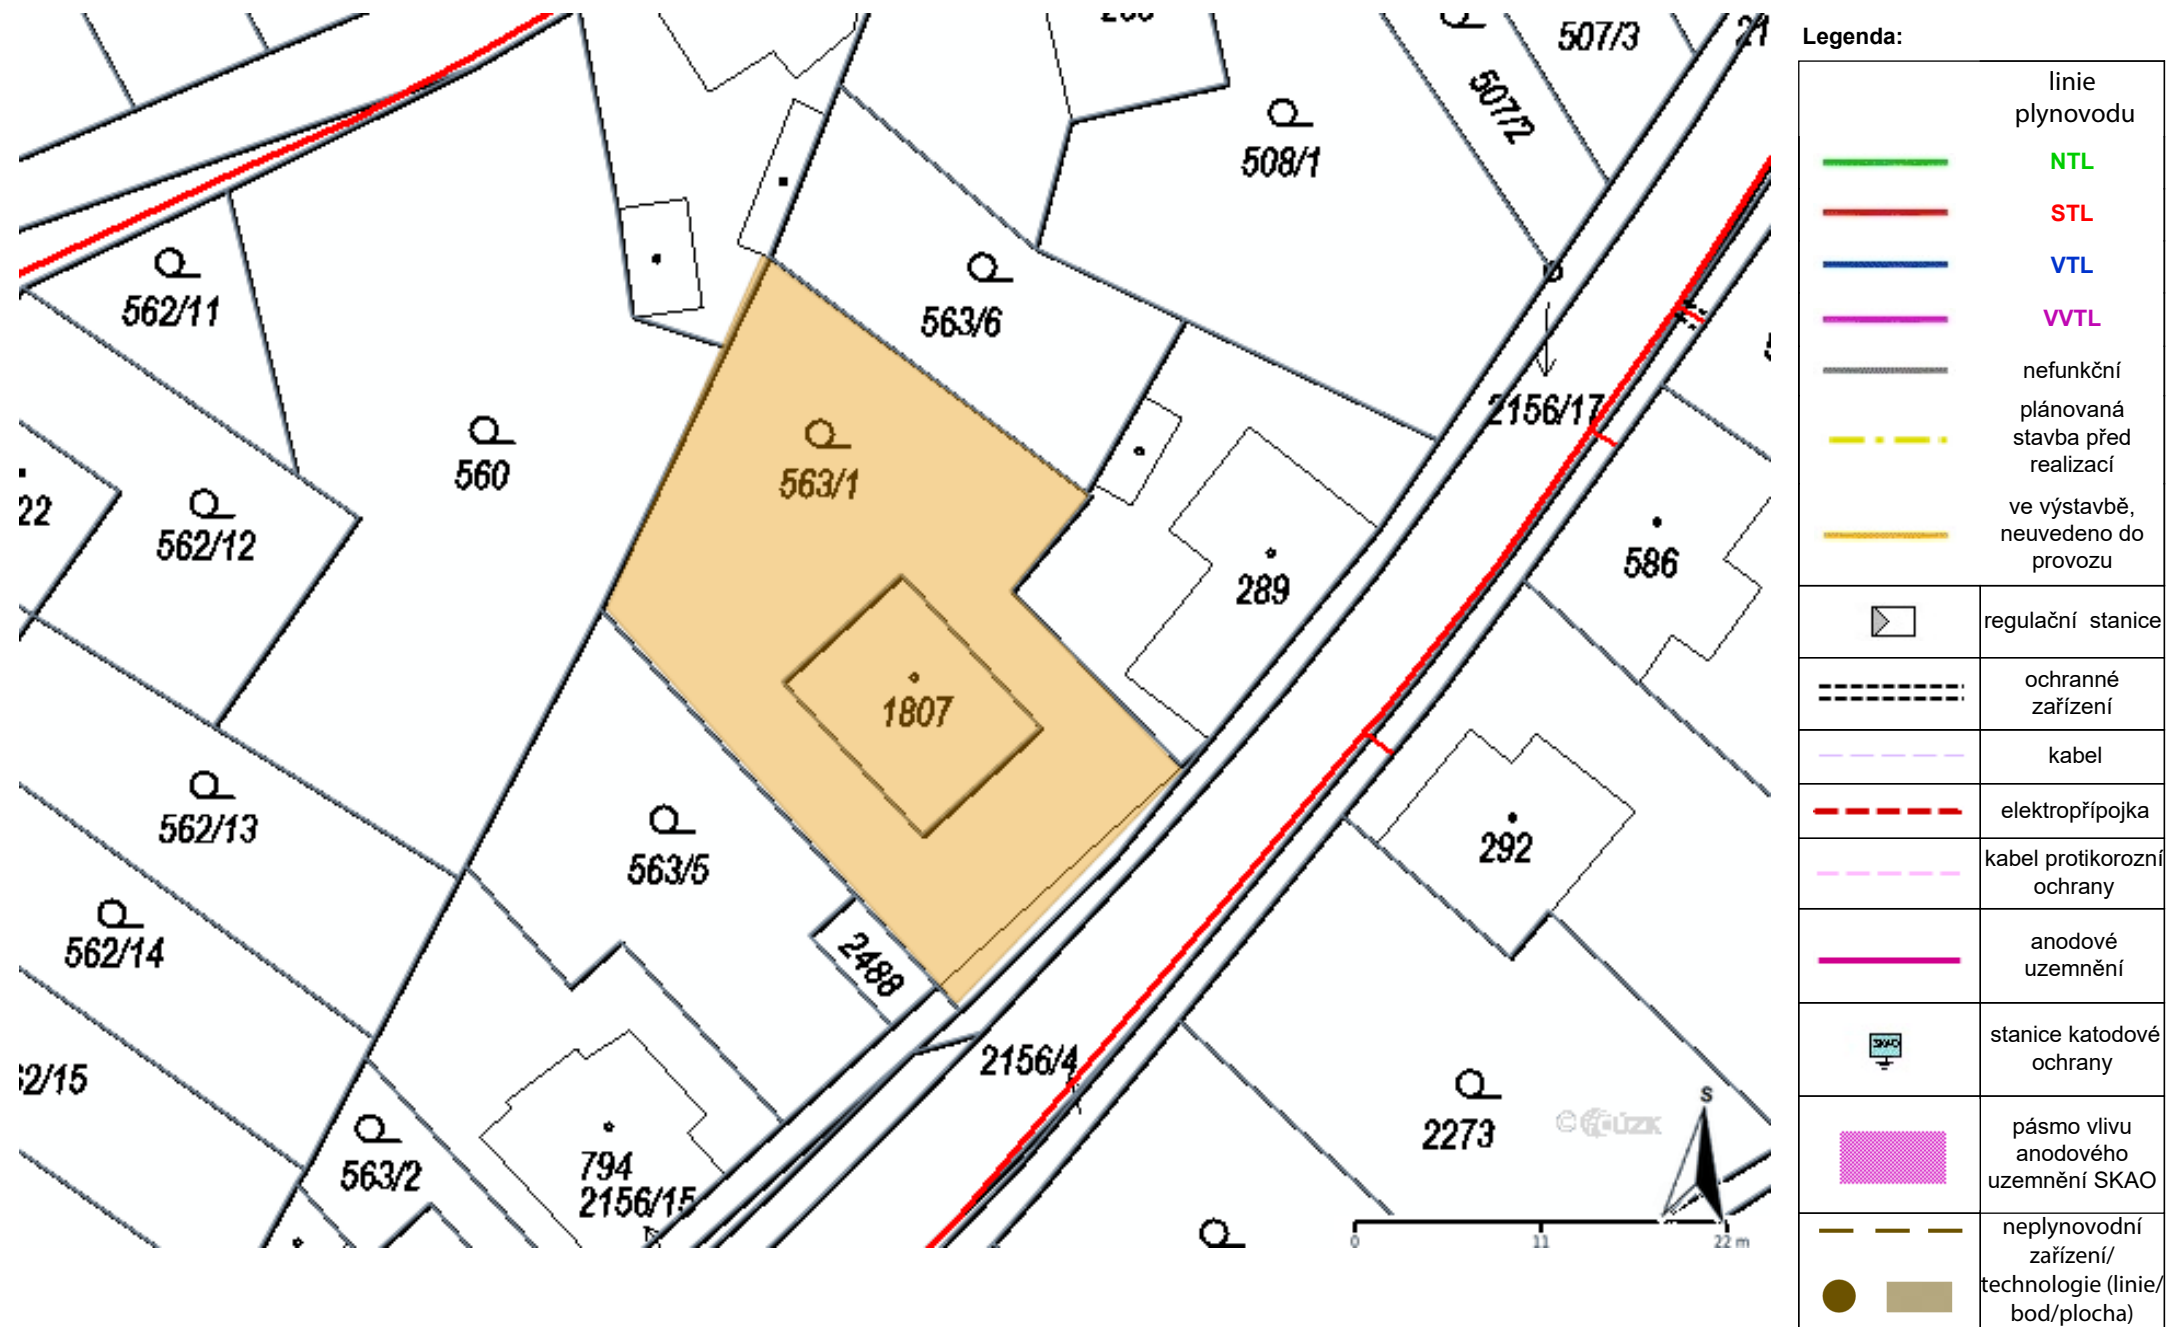 507/3
507/2
508/1
562/11
563/6
2156/17
560
563/1
22
562/12
586
289
1807
562/13
563/5
292
562/14
2488
2156/4
2273
563/2
794
2156/15
©
ÚZK
S
0 11 22 m
Legenda:
linie
plynovodu
NTL
STL
VTL
VVTL
nefunkční
plánovaná
stavba před
realizací
ve výstavbě,
neuvedeno do
provozu
regulační stanice
ochranné
zařízení
kabel
elektropřípojka
kabel protikorozní
ochrany
anodové
uzemnění
SKAO
stanice katodové
ochrany
pásmo vlivu
anodového
uzemnění SKAO
neplynovodní
zařízení/
technologie (linie/
bod/plocha)